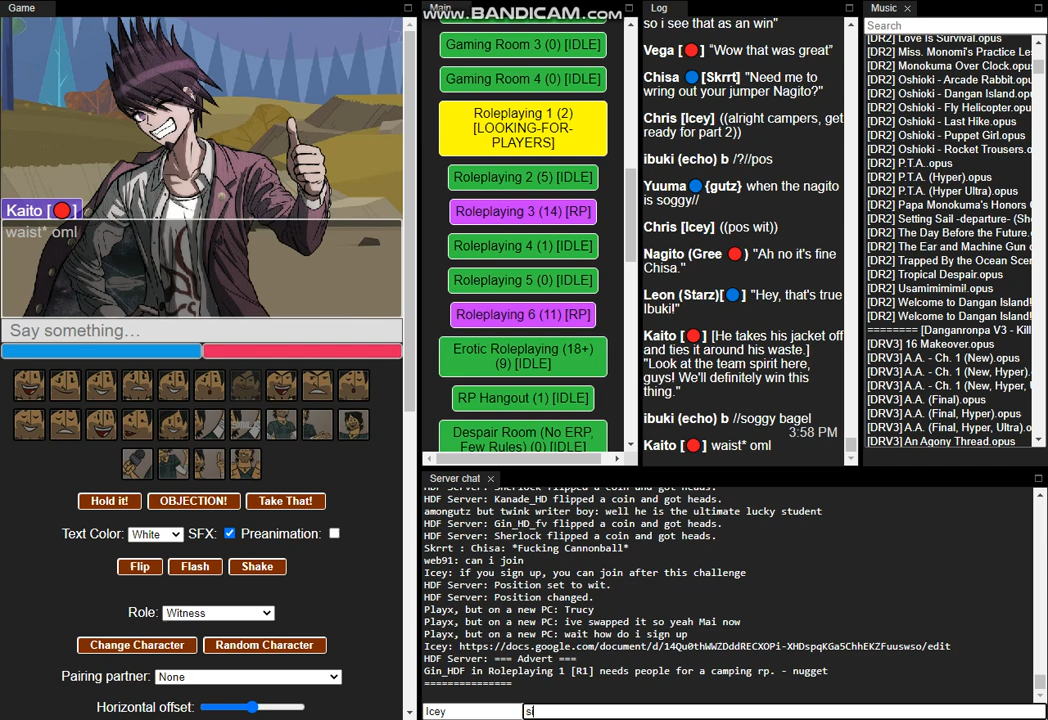 Game
Main
Log
Music
WWW.BANDICAM.COM
Kaito [🔴]
waist* oml
Say something…
Hold it!
OBJECTION!
Take That!
Text Color: White SFX: Preanimation:
Flip
Flash
Shake
Role: Witness
Change Character
Random Character
Pairing partner: None
Horizontal offset:
Gaming Room 3 (0) [IDLE]
Gaming Room 4 (0) [IDLE]
Roleplaying 1 (2)
[LOOKING-FOR-
PLAYERS]
Roleplaying 2 (5) [IDLE]
Roleplaying 3 (14) [RP]
Roleplaying 4 (1) [IDLE]
Roleplaying 5 (0) [IDLE]
Roleplaying 6 (11) [RP]
Erotic Roleplaying (18+)
(9) [IDLE]
RP Hangout (1) [IDLE]
Despair Room (No ERP,
Few Rules) (0) [IDLE]
so i see that as an win"
Vega [🔴] "Wow that was great"
Chisa 🔵[Skrrt] "Need me to
wring out your jumper Nagito?"
Chris [Icey] ((alright campers, get
ready for part 2))
ibuki (echo) b /?//pos
Yuuma 🔵{gutz} when the nagito
is soggy//
Chris [Icey] ((pos wit))
Nagito (Gree 🔴) "Ah no it's fine
Chisa."
Leon (Starz)[🔵] "Hey, that's true
Ibuki!"
Kaito [🔴] [He takes his jacket off
and ties it around his waste.]
"Look at the team spirit here,
guys! We'll definitely win this
thing."
ibuki (echo) b //soggy bagel
3:58 PM
Kaito [🔴] waist* oml
Search
[DR2] Love Is Survival.opus
[DR2] Miss. Monomi's Practice Le
[DR2] Monokuma Over Clock.opus
[DR2] Oshioki - Arcade Rabbit.opu
[DR2] Oshioki - Dangan Island.opu
[DR2] Oshioki - Fly Helicopter.opus
[DR2] Oshioki - Last Hike.opus
[DR2] Oshioki - Puppet Girl.opus
[DR2] Oshioki - Rocket Trousers.op
[DR2] P.T.A..opus
[DR2] P.T.A. (Hyper).opus
[DR2] P.T.A. (Hyper Ultra).opus
[DR2] Papa Monokuma's Honors
[DR2] Setting Sail -departure- (Sh
[DR2] The Day Before the Future.o
[DR2] The Ear and Machine Gun o
[DR2] Trapped By the Ocean Scer
[DR2] Tropical Despair.opus
[DR2] Usamimimimi!.opus
[DR2] Welcome to Dangan Island!
[DR2] Welcome to Dangan Island!
======== [Danganronpa V3 - Kill
[DRV3] 16 Makeover.opus
[DRV3] A.A. - Ch. 1 (New).opus
[DRV3] A.A. - Ch. 1 (New, Hyper)
[DRV3] A.A. - Ch. 1 (New, Hyper, U
[DRV3] A.A. (Final).opus
[DRV3] A.A. (Final, Hyper).opus
[DRV3] A.A. (Final, Hyper, Ultra).o
[DRV3] An Agony Thread.opus
Server chat
HDF Server: Sherlock flipped a coin and got heads.
HDF Server: Kanade_HD flipped a coin and got heads.
amongutz but twink writer boy: well he is the ultimate lucky student
HDF Server: Gin_HD_fv flipped a coin and got heads.
HDF Server: Sherlock flipped a coin and got heads.
Skrrt : Chisa: *Fucking Cannonball*
web91: can i join
Icey: if you sign up, you can join after this challenge
HDF Server: Position set to wit.
HDF Server: Position changed.
Playx, but on a new PC: Trucy
Playx, but on a new PC: ive swapped it so yeah Mai now
Playx, but on a new PC: wait how do i sign up
Icey: https://docs.google.com/document/d/14Qu0thWWZDddRECXOPi-XHDspqKGa5ChhEKZFuuswso/edit
HDF Server: === Advert ===
Gin_HDF in Roleplaying 1 [R1] needs people for a camping rp. - nugget
===============
Icey
si